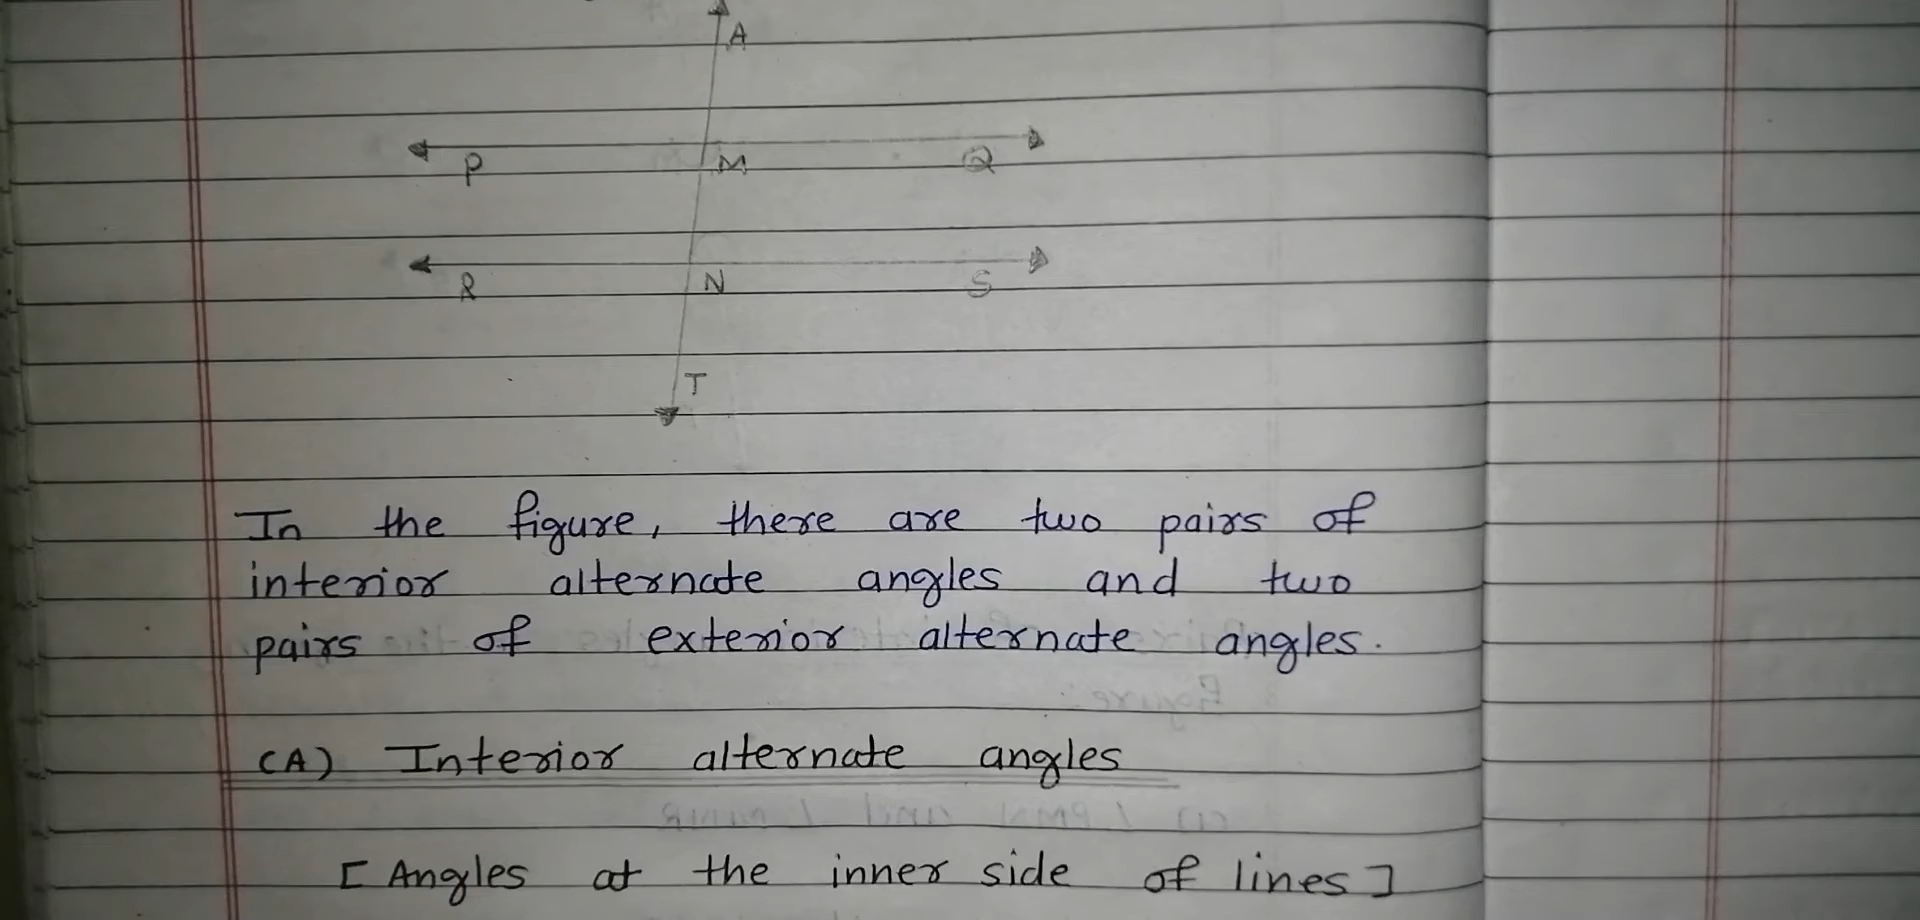 A
P M Q
R N S
T
In the figure, there are two pairs of
interior alternate angles and two
pairs of exterior alternate angles.
(A) Interior alternate angles
[Angles at the inner side of lines]